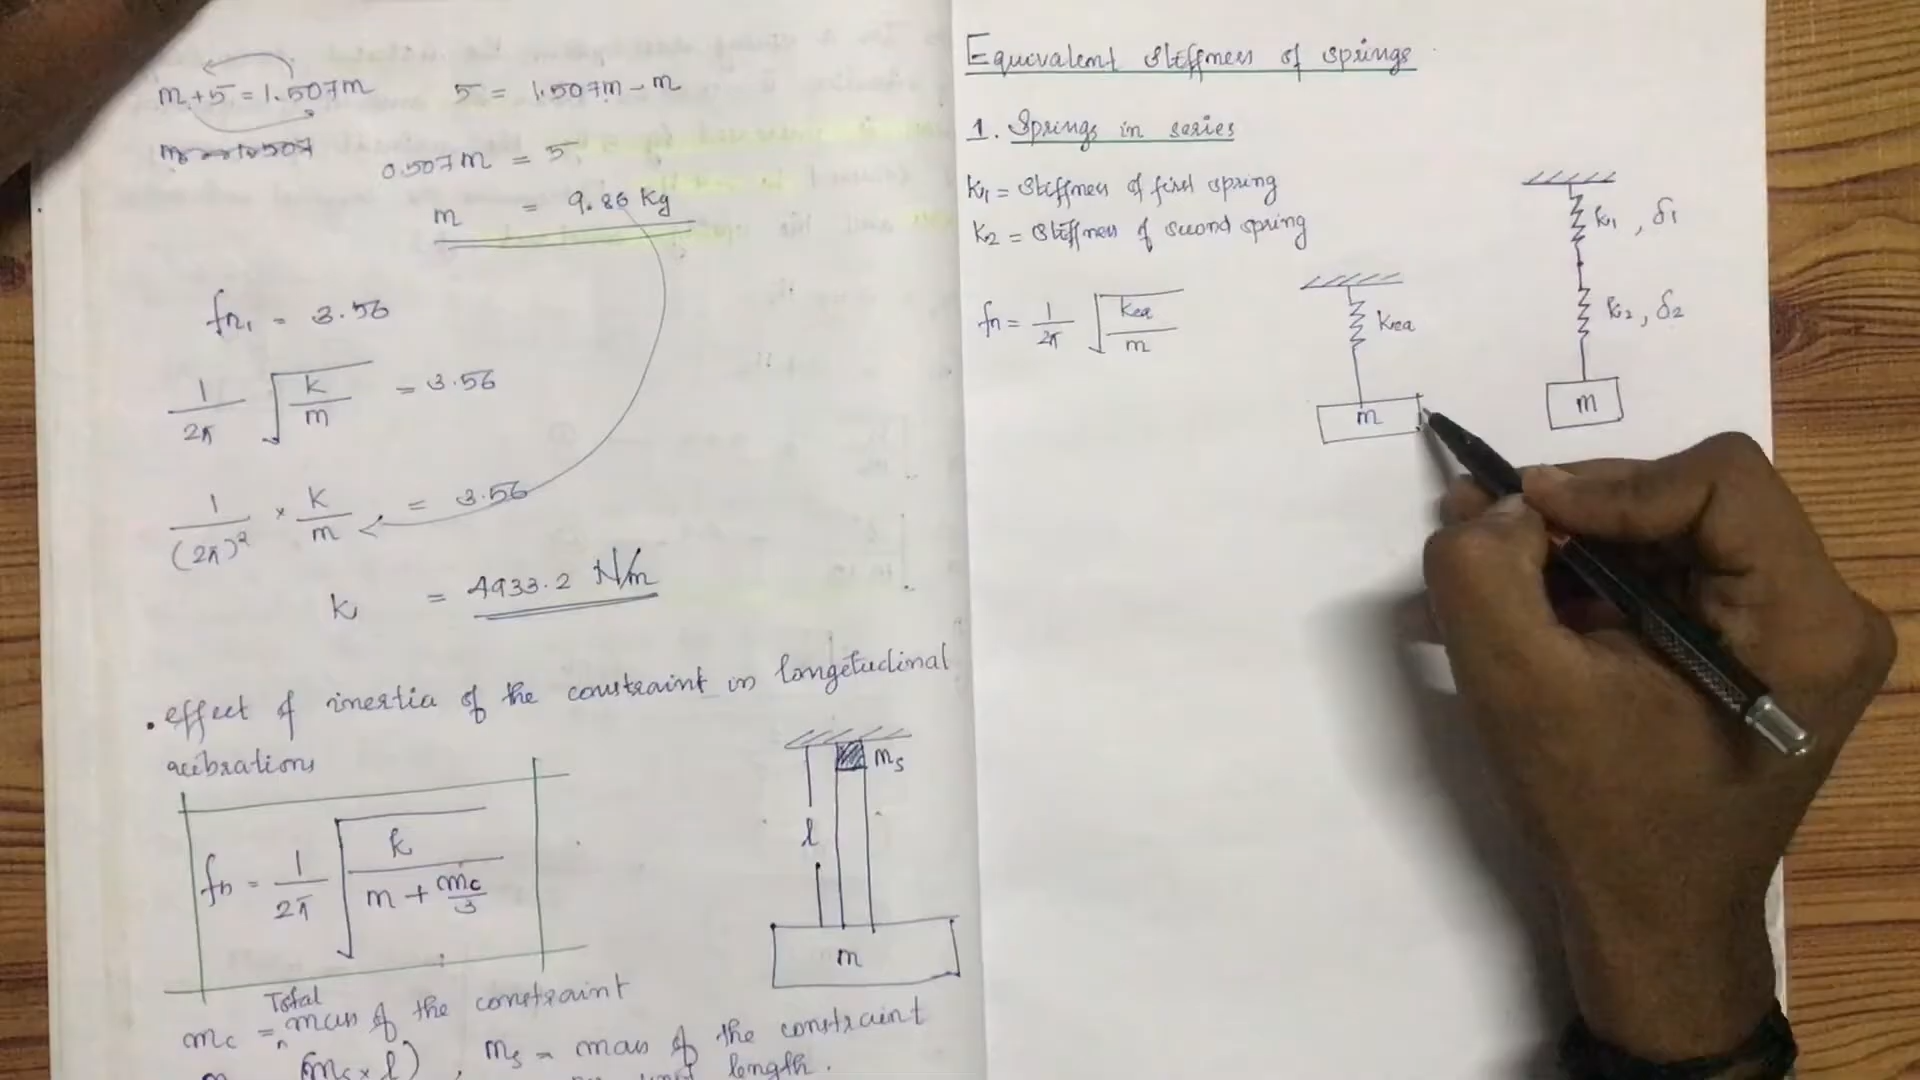 m+5 = 1.507m    5 = 1.507m - m
0.507m = 5
m = 9.86 Kg
fn₁ = 3.56
1/2π √(k/m) = 3.56
1/(2π)² × k/m = 3.56
k = 4933.2 N/m
• effect of inertia of the constraint in longitudinal
vibrations
fn = 1/2π √(k/(m + mc/3))
ms
l
m
mc = Total mass of the constraint
(ms × l) , ms = mass of the constraint
length.
Equivalent stiffness of springs
1. Springs in series
k1 = stiffness of first spring
k2 = stiffness of second spring
fn = 1/2π √(keq/m)
keq
m
k1 , δ1
k2 , δ2
m